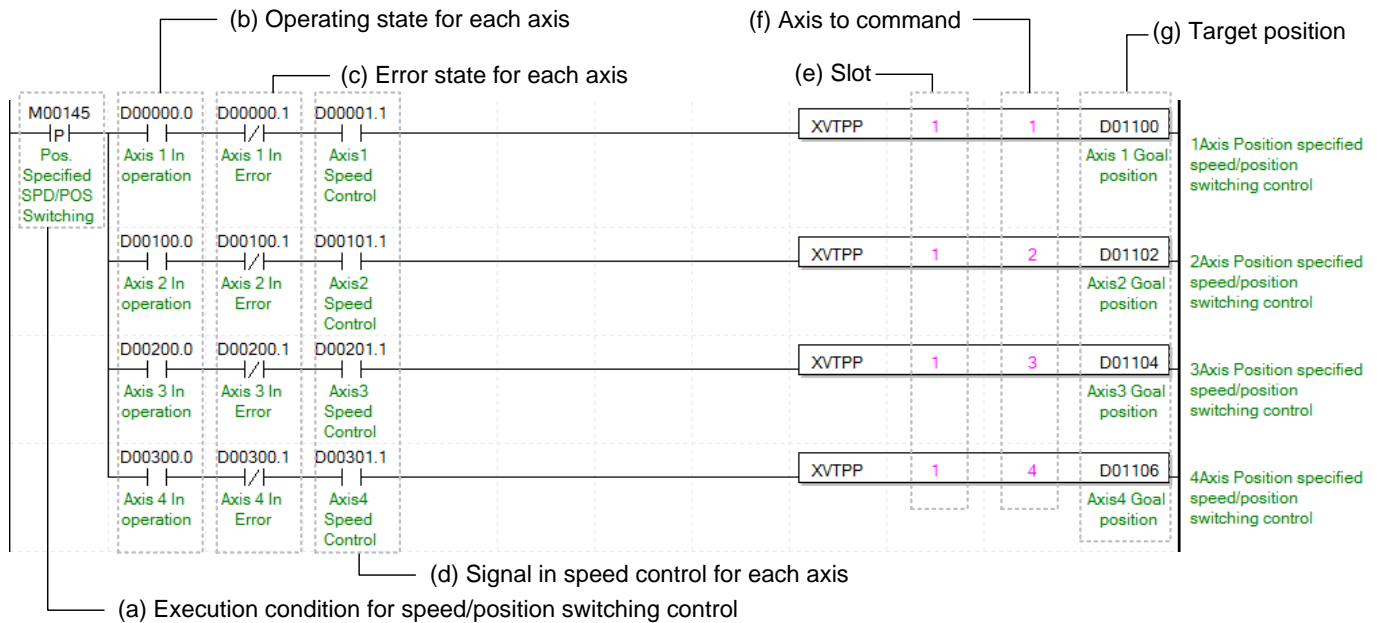 (b) Operating state for each axis
(f) Axis to command
(g) Target position
(c) Error state for each axis
(e) Slot
M00145
P
Pos.
Specified
SPD/POS
Switching
D00000.0
Axis 1 In
operation
D00000.1
Axis 1 In
Error
D00001.1
Axis1
Speed
Control
XVTPP 1 1 D01100
Axis 1 Goal
position
1Axis Position specified
speed/position
switching control
D00100.0
Axis 2 In
operation
D00100.1
Axis 2 In
Error
D00101.1
Axis2
Speed
Control
XVTPP 1 2 D01102
Axis2 Goal
position
2Axis Position specified
speed/position
switching control
D00200.0
Axis 3 In
operation
D00200.1
Axis 3 In
Error
D00201.1
Axis3
Speed
Control
XVTPP 1 3 D01104
Axis3 Goal
position
3Axis Position specified
speed/position
switching control
D00300.0
Axis 4 In
operation
D00300.1
Axis 4 In
Error
D00301.1
Axis4
Speed
Control
XVTPP 1 4 D01106
Axis4 Goal
position
4Axis Position specified
speed/position
switching control
(d) Signal in speed control for each axis
(a) Execution condition for speed/position switching control